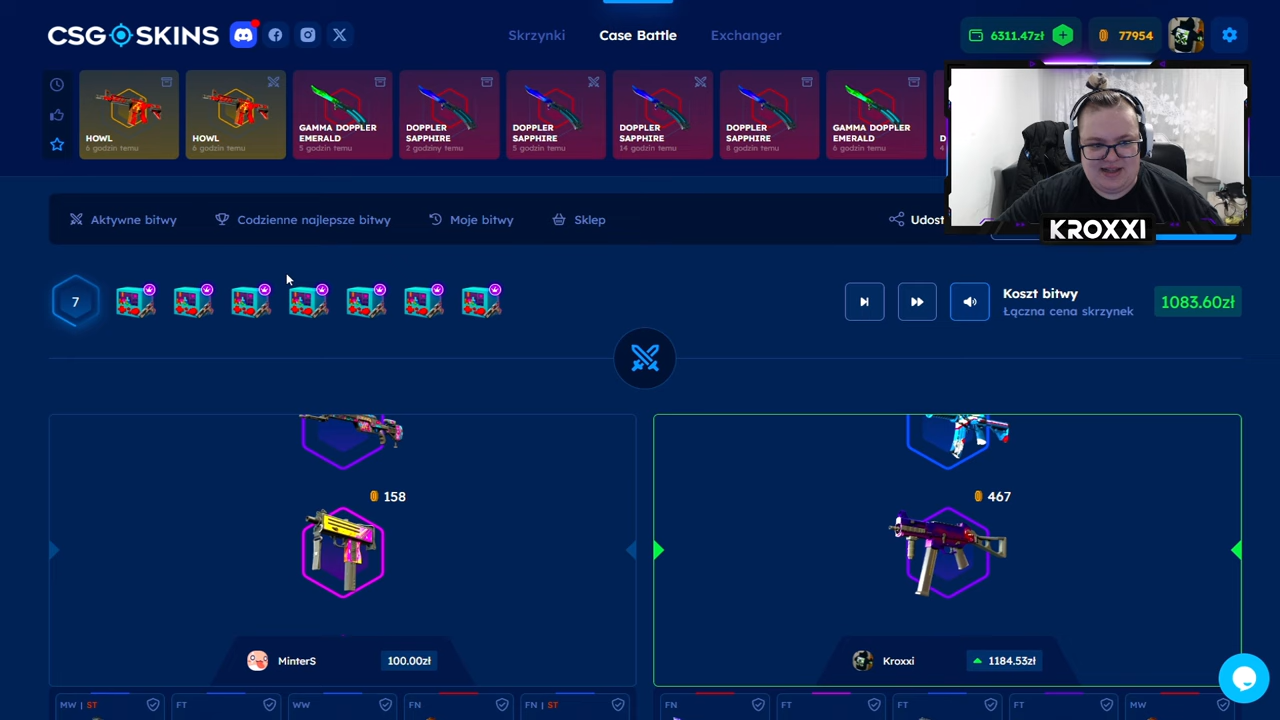 CSG SKINS
Skrzynki
Case Battle
Exchanger
6311.47zł
77954
HOWL
6 godzin temu
HOWL
6 godzin temu
GAMMA DOPPLER
EMERALD
5 godzin temu
DOPPLER
SAPPHIRE
2 godziny temu
DOPPLER
SAPPHIRE
5 godzin temu
DOPPLER
SAPPHIRE
14 godzin temu
DOPPLER
SAPPHIRE
8 godzin temu
GAMMA DOPPLER
EMERALD
6 godzin temu
KROXXI
Aktywne bitwy
Codzienne najlepsze bitwy
Moje bitwy
Sklep
Udost
7
Koszt bitwy
Łączna cena skrzynek
1083.60zł
158
467
MinterS
100.00zł
Kroxxi
1184.53zł
MW | ST
FT
WW
FN
FN | ST
FN
FT
FT
FT
MW